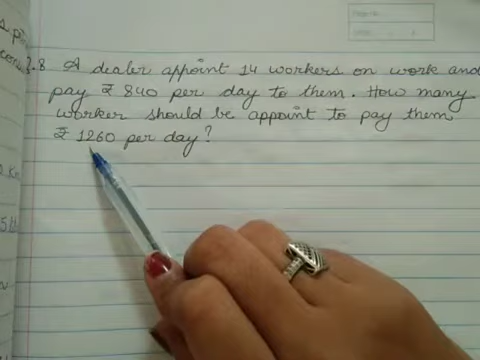 8 A dealer appoint 14 workers on work and
pay ₹ 840 per day to them. How many
worker should be appoint to pay them
₹ 1260 per day?